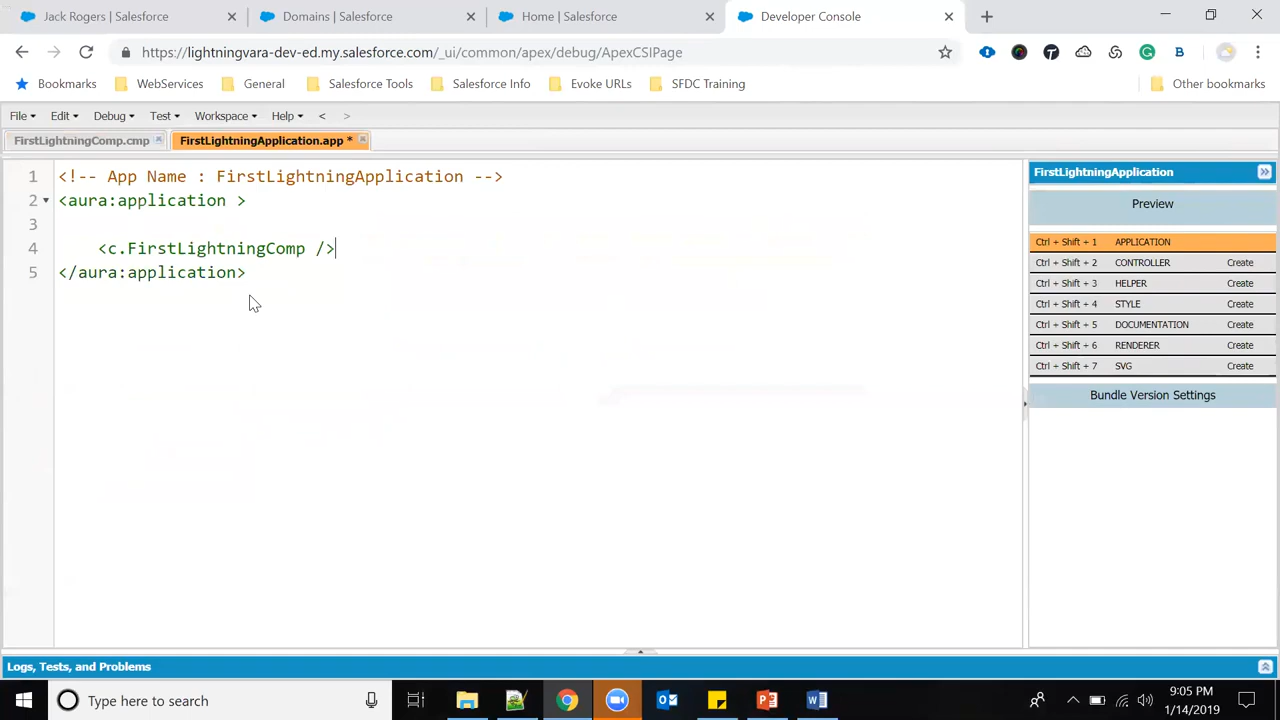 Jack Rogers | Salesforce
Domains | Salesforce
Home | Salesforce
Developer Console
https://lightningvara-dev-ed.my.salesforce.com/_ui/common/apex/debug/ApexCSIPage
Bookmarks WebServices General Salesforce Tools Salesforce Info Evoke URLs SFDC Training Other bookmarks
File Edit Debug Test Workspace Help < >
FirstLightningComp.cmp FirstLightningApplication.app *
1 <!-- App Name : FirstLightningApplication -->
2 <aura:application >
3
4 <c.FirstLightningComp />
5 </aura:application>
FirstLightningApplication
Preview
Ctrl + Shift + 1 APPLICATION
Ctrl + Shift + 2 CONTROLLER Create
Ctrl + Shift + 3 HELPER Create
Ctrl + Shift + 4 STYLE Create
Ctrl + Shift + 5 DOCUMENTATION Create
Ctrl + Shift + 6 RENDERER Create
Ctrl + Shift + 7 SVG Create
Bundle Version Settings
Logs, Tests, and Problems
Type here to search
9:05 PM
1/14/2019